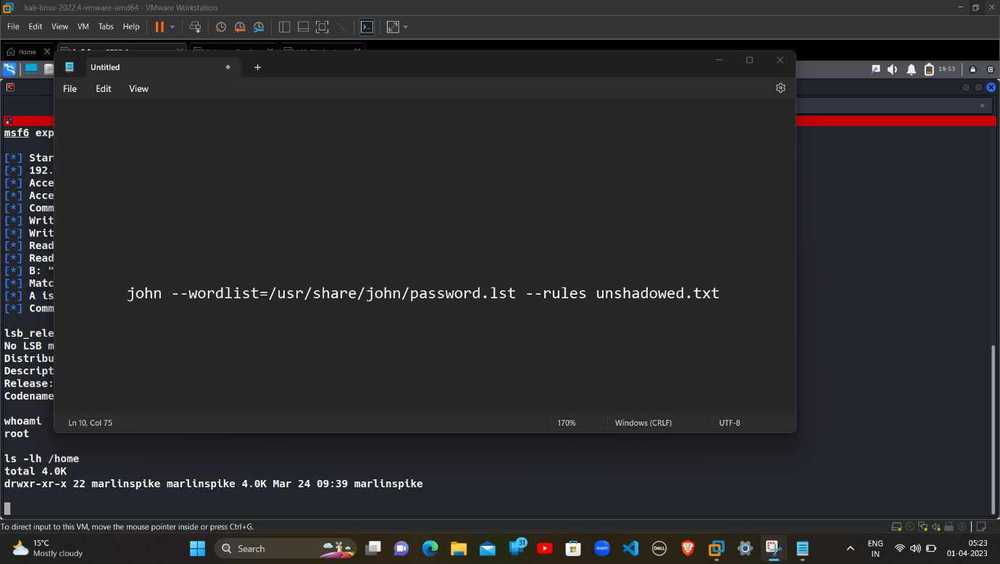 kali-linux-2022.4-vmware-amd64 - VMware Workstation
File Edit View VM Tabs Help
Home
Untitled
19:53
File Edit View
msf6 exp
[*] Star
[*] 192.
[*] Acce
[*] Acce
[*] Comm
[*] Writ
[*] Writ
[*] Read
[*] Read
[*] B: "
[*] Matc
[*] A is
[*] Comm
john --wordlist=/usr/share/john/password.lst --rules unshadowed.txt
lsb_rele
No LSB m
Distribu
Descript
Release:
Codename
Ln 10, Col 75 170% Windows (CRLF) UTF-8
whoami
root
ls -lh /home
total 4.0K
drwxr-xr-x 22 marlinspike marlinspike 4.0K Mar 24 09:39 marlinspike
To direct input to this VM, move the mouse pointer inside or press Ctrl+G.
15°C
Mostly cloudy
Search
31
zoom
DELL
ENG
IN
05:23
01-04-2023